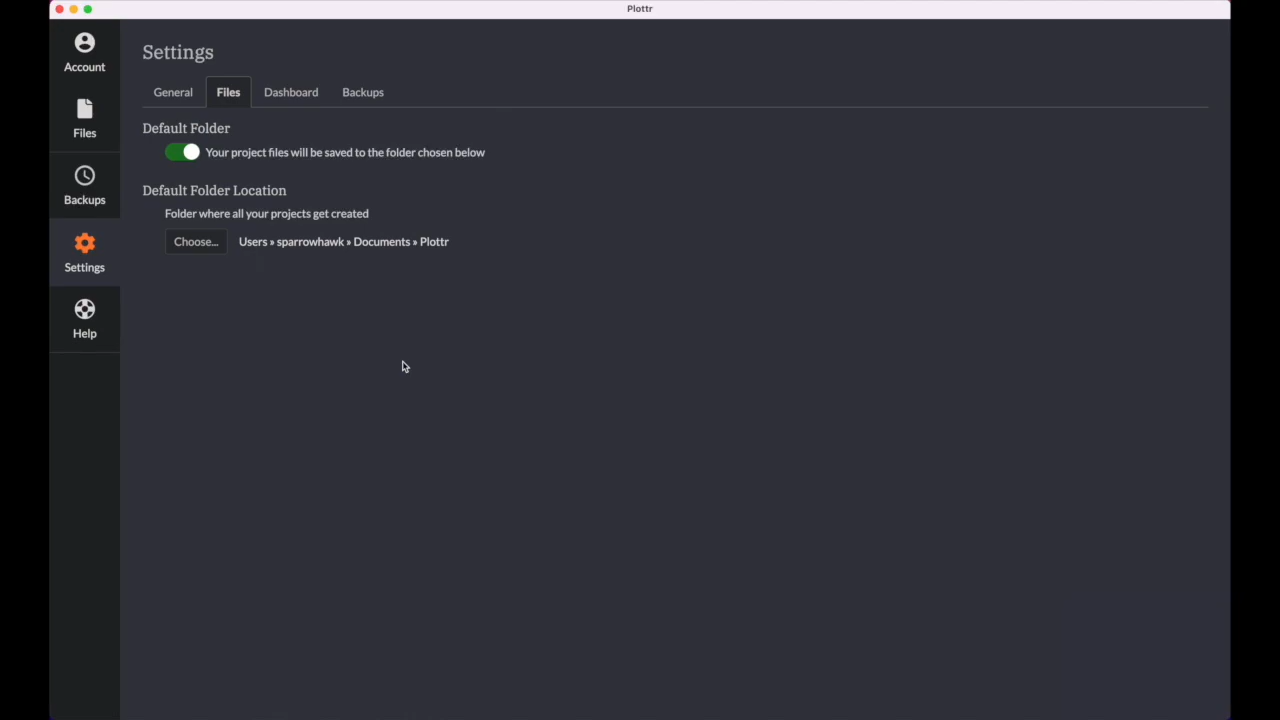 Plottr
Account
Files
Backups
Settings
Help
Settings
General Files Dashboard Backups
Default Folder
Your project files will be saved to the folder chosen below
Default Folder Location
Folder where all your projects get created
Choose... Users » sparrowhawk » Documents » Plottr